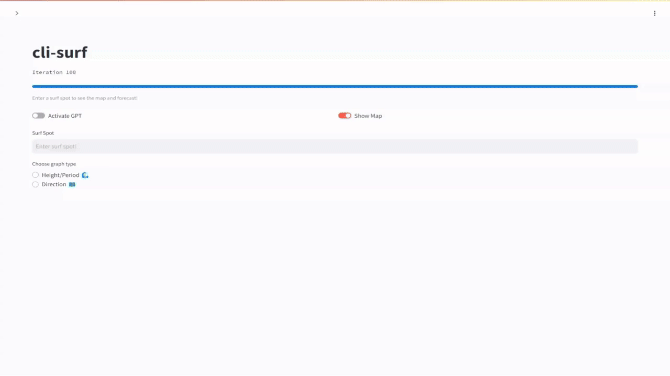 cli-surf
Iteration 100
Enter a surf spot to see the map and forecast!
Activate GPT
Show Map
Surf Spot
Enter surf spot!
Choose graph type
Height/Period
Direction